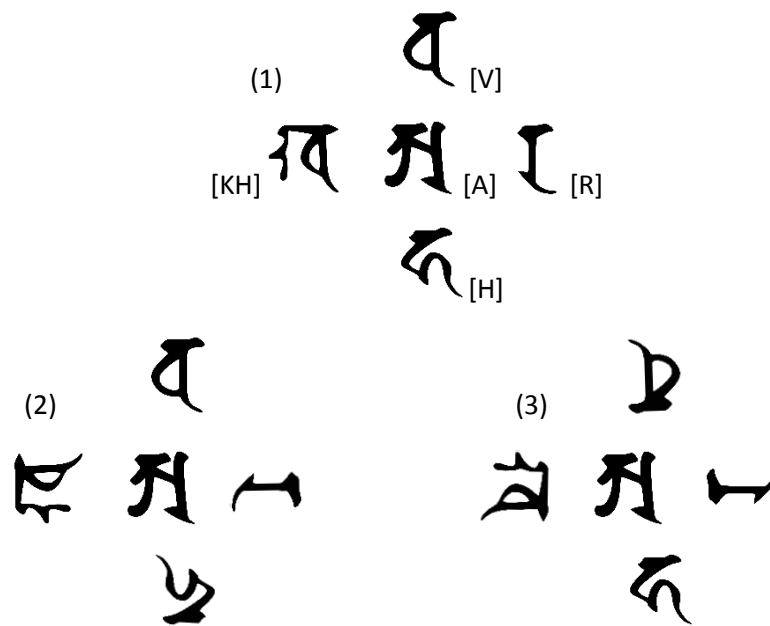 𑖪
(1) [V]
𑖏 𑖀 𑖨
[KH] [A] [R]
𑖮
[H]
𑖪
(2)
𑖏 𑖀 𑖨
𑖮
𑖪
(3)
𑖏 𑖀 𑖨
𑖮